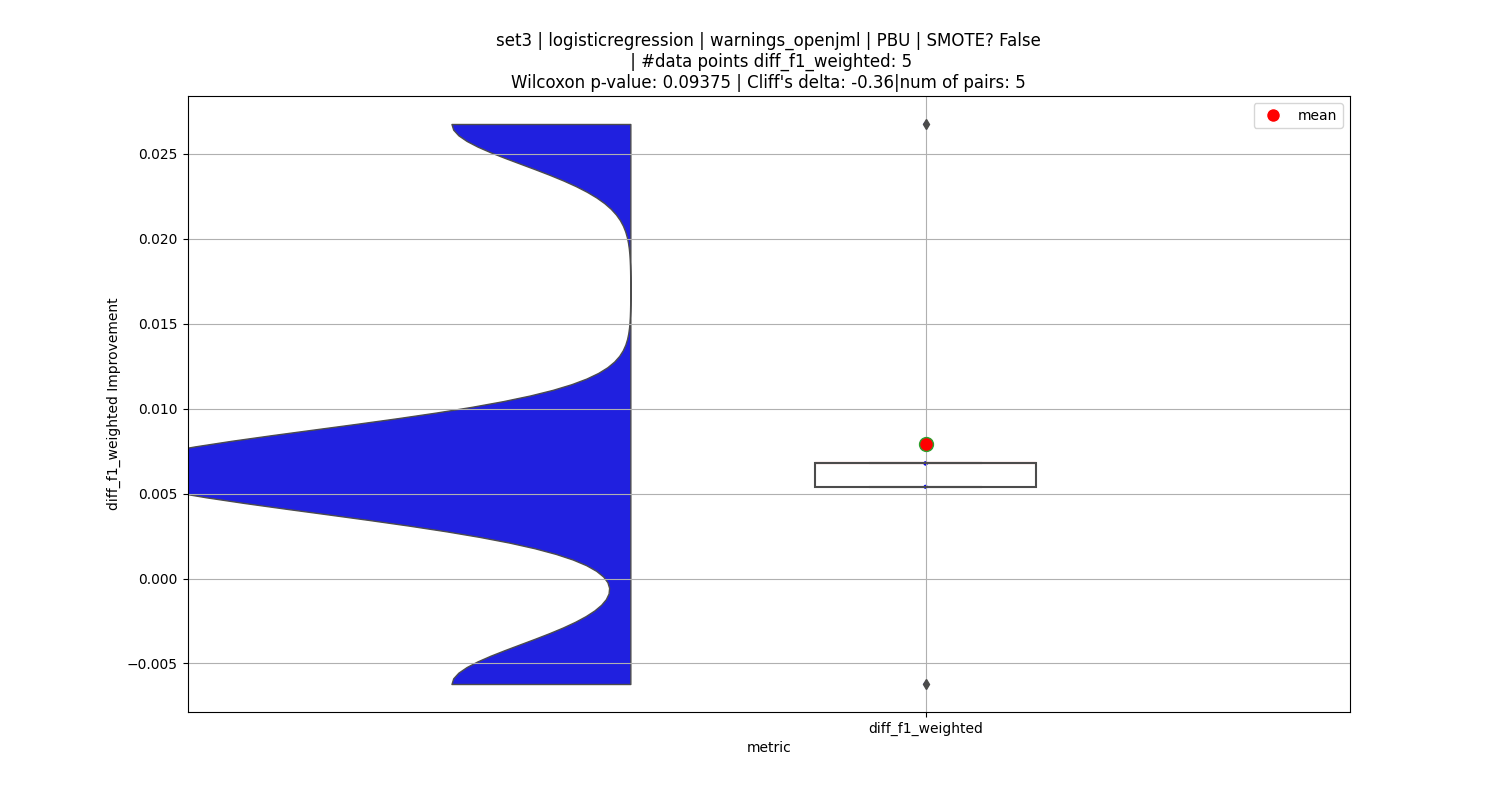 set3 | logisticregression | warnings_openjml | PBU | SMOTE? False
| #data points diff_f1_weighted: 5
Wilcoxon p-value: 0.09375 | Cliff's delta: -0.36|num of pairs: 5
mean
diff_f1_weighted Improvement
0.025
0.020
0.015
0.010
0.005
0.000
−0.005
diff_f1_weighted
metric